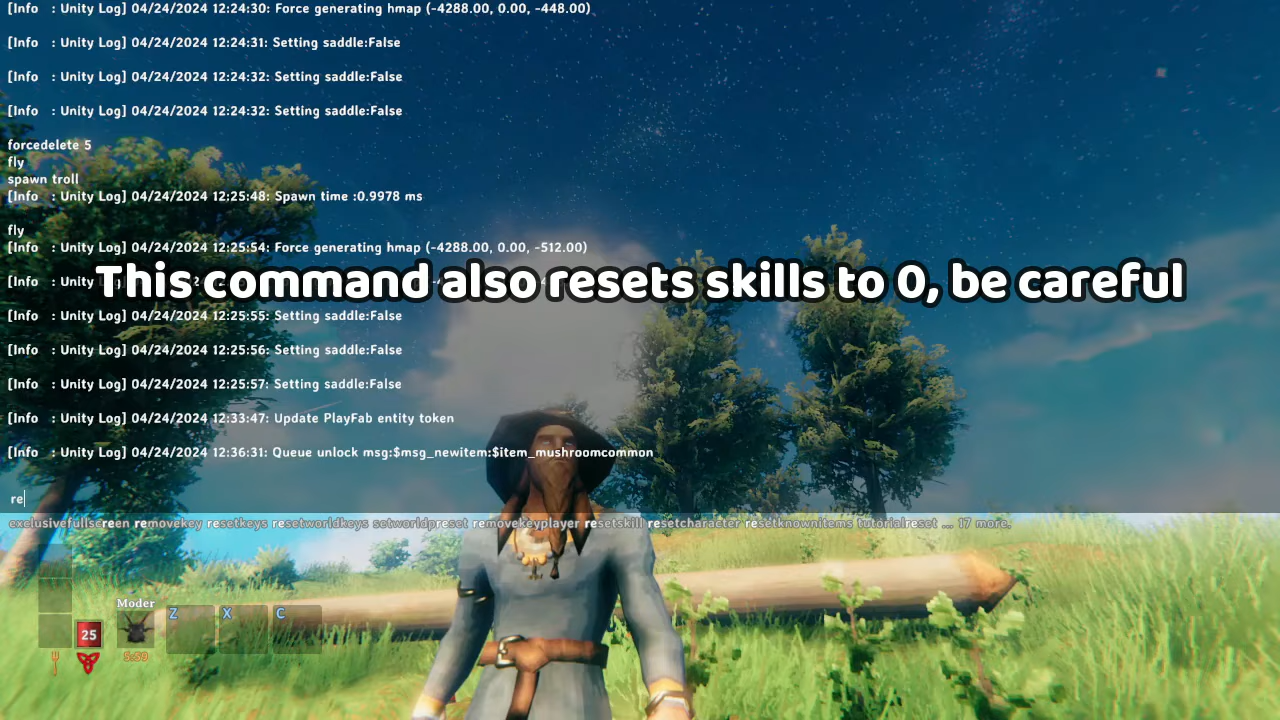 [Info : Unity Log] 04/24/2024 12:24:30: Force generating hmap (-4288.00, 0.00, -448.00)
[Info : Unity Log] 04/24/2024 12:24:31: Setting saddle:False
[Info : Unity Log] 04/24/2024 12:24:32: Setting saddle:False
[Info : Unity Log] 04/24/2024 12:24:32: Setting saddle:False
forcedelete 5
fly
spawn troll
[Info : Unity Log] 04/24/2024 12:25:48: Spawn time :0.9978 ms
fly
[Info : Unity Log] 04/24/2024 12:25:54: Force generating hmap (-4288.00, 0.00, -512.00)
This command also resets skills to 0, be careful
[Info : Un
[Info : Unity Log] 04/24/2024 12:25:55: Setting saddle:False
[Info : Unity Log] 04/24/2024 12:25:56: Setting saddle:False
[Info : Unity Log] 04/24/2024 12:25:57: Setting saddle:False
[Info : Unity Log] 04/24/2024 12:33:47: Update PlayFab entity token
[Info : Unity Log] 04/24/2024 12:36:31: Queue unlock msg:$msg_newitem:$item_mushroomcommon
re
exclusivefullscreen removekey resetkeys resetworldkeys setworldpreset removekeyplayer resetskill resetcharacter resetknownitems tutorialreset ... 17 more.
Moder
Z X C
25
5:59